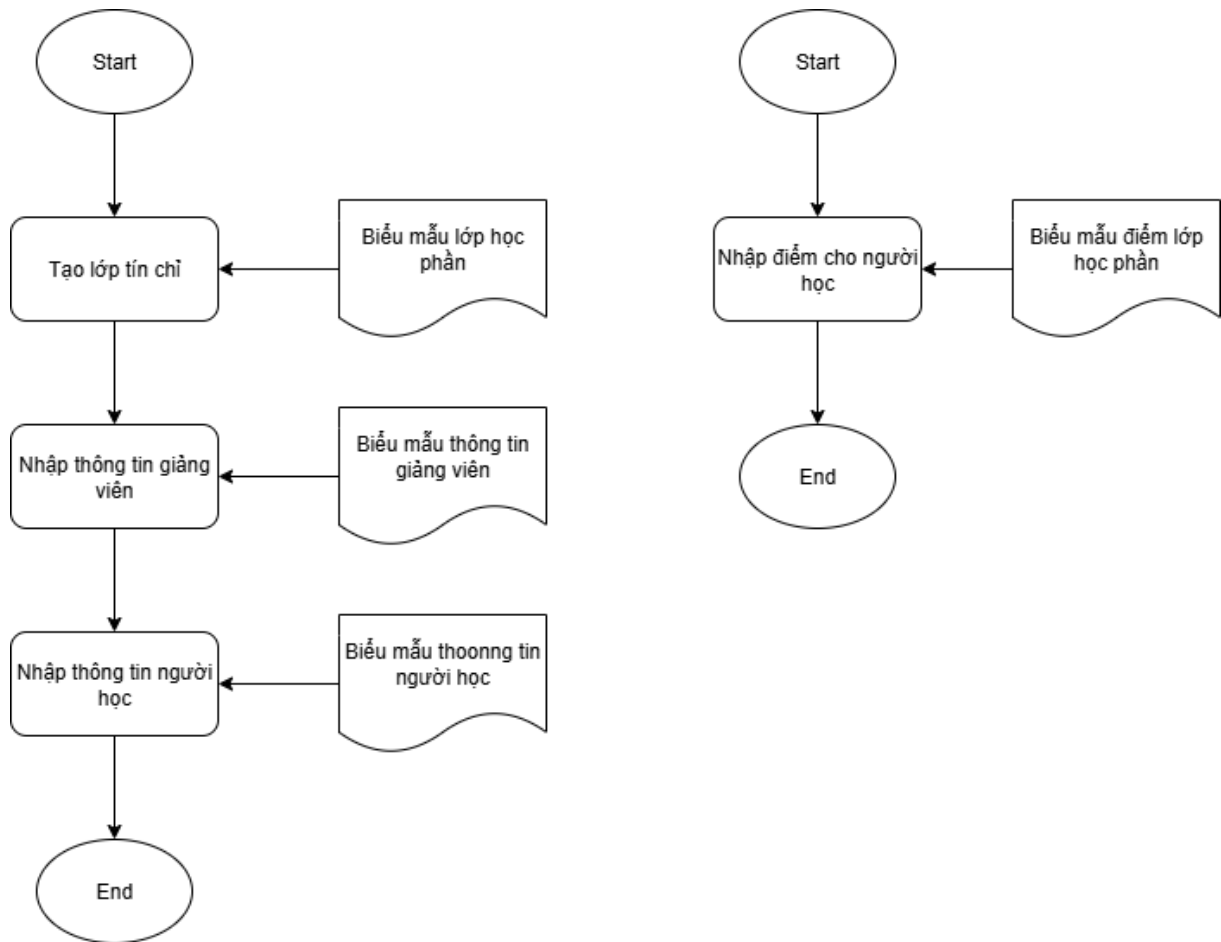 Start
Tạo lớp tín chỉ
Biểu mẫu lớp học
phần
Nhập thông tin giảng
viên
Biểu mẫu thông tin
giảng viên
Nhập thông tin người
học
Biểu mẫu thoonng tin
người học
End
Start
Nhập điểm cho người
học
Biểu mẫu điểm lớp
học phần
End